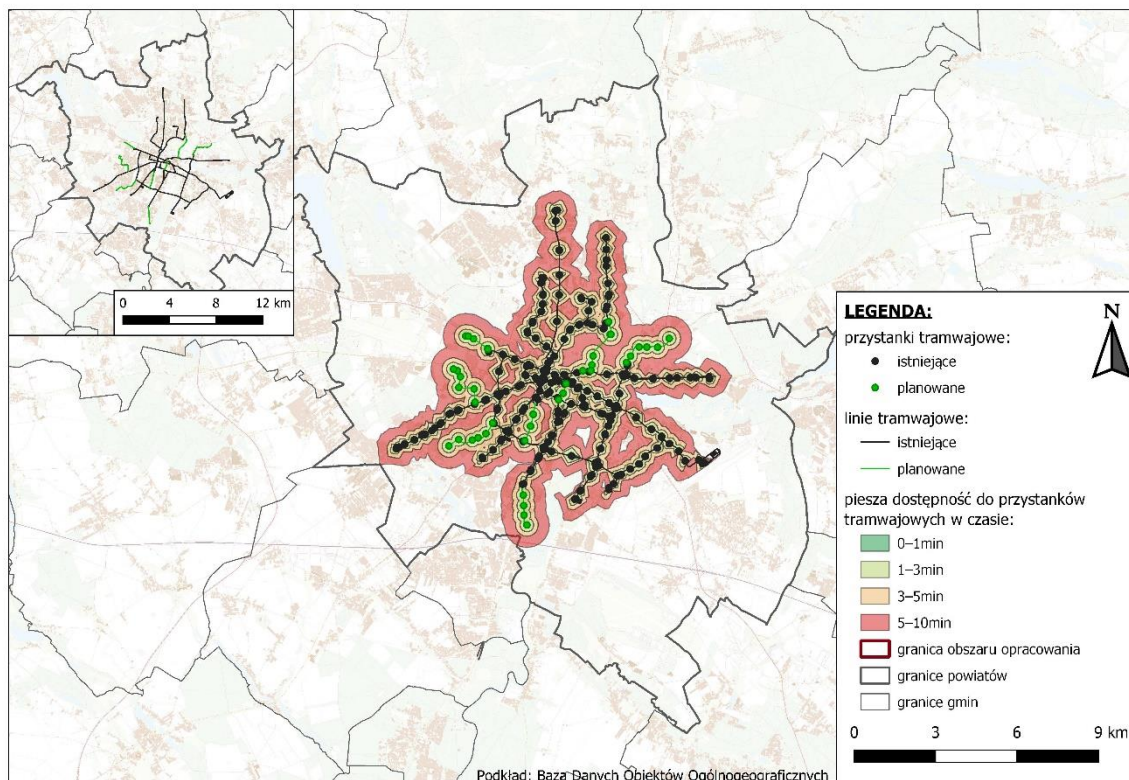 0 4 8 12 km
LEGENDA:
N
przystanki tramwajowe:
istniejące
planowane
linie tramwajowe:
istniejące
planowane
piesza dostępność do przystanków
tramwajowych w czasie:
0–1min
1–3min
3–5min
5–10min
granica obszaru opracowania
granice powiatów
granice gmin
0 3 6 9 km
Podkład: Baza Danych Obiektów Ogólnogeograficznych